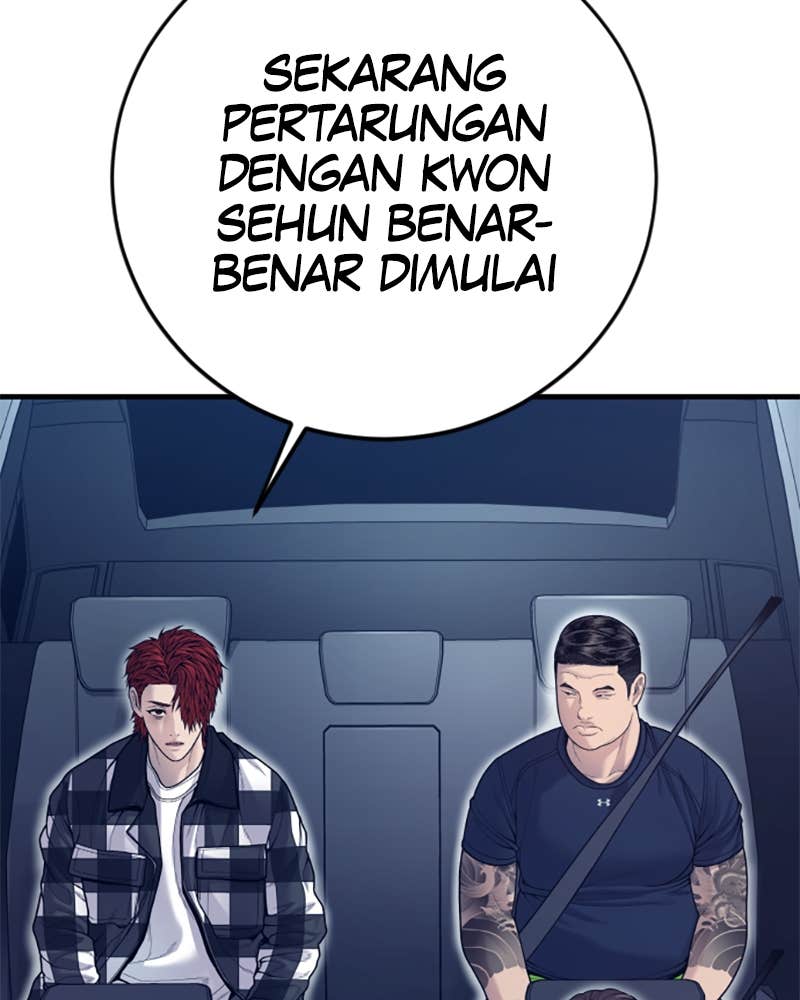 SEKARANG
PERTARUNGAN
DENGAN KWON
SEHUN BENAR-
BENAR DIMULAI